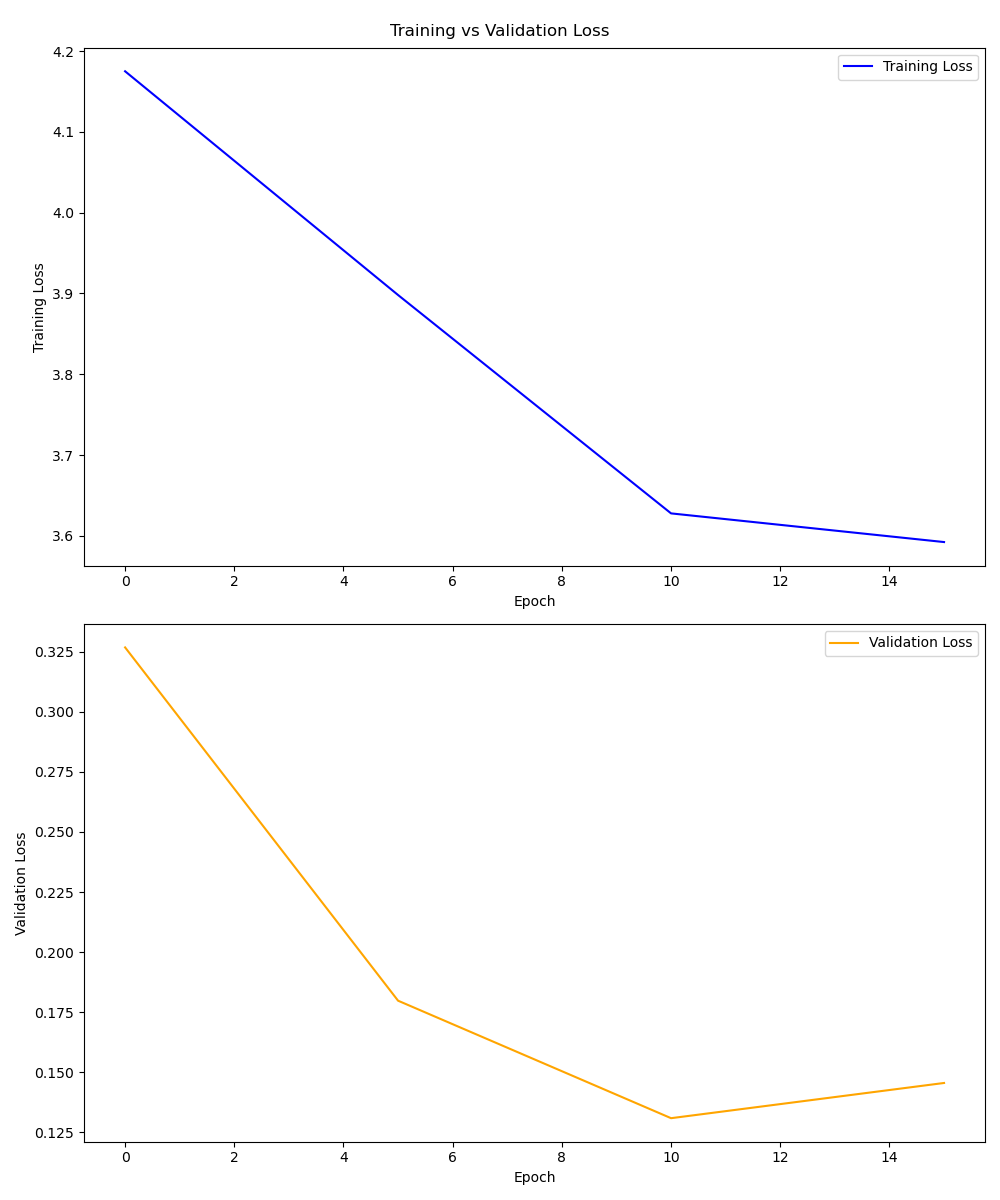 Training vs Validation Loss
Training Loss
4.2
4.1
4.0
3.9
3.8
3.7
3.6
Training Loss
0 2 4 6 8 10 12 14
Epoch
Validation Loss
0.325
0.300
0.275
0.250
0.225
0.200
0.175
0.150
0.125
Validation Loss
0 2 4 6 8 10 12 14
Epoch